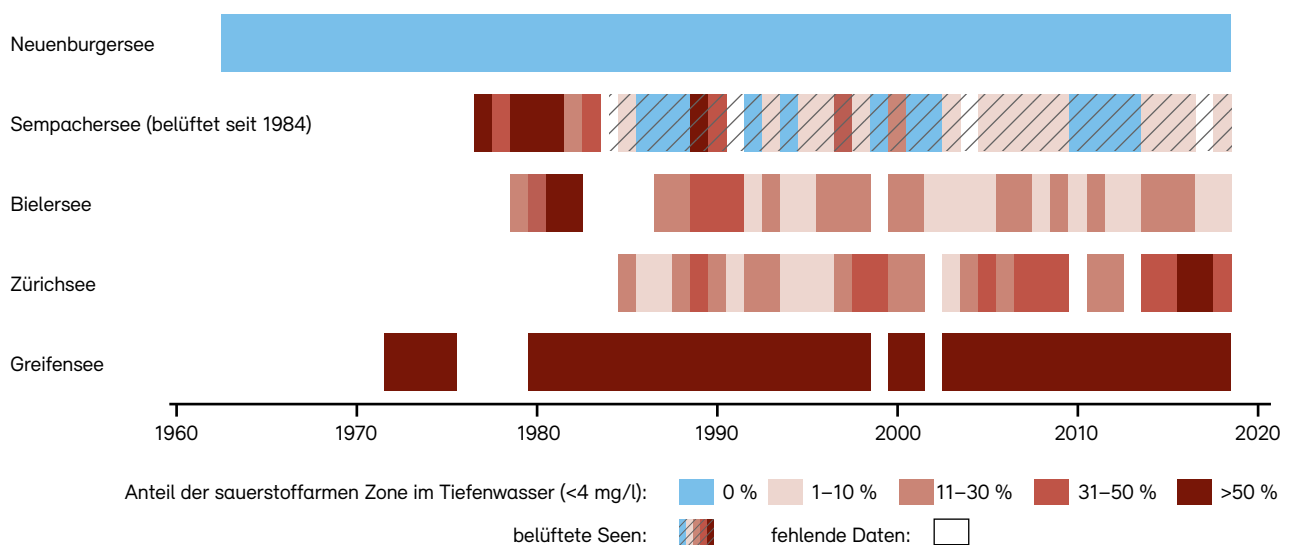 Neuenburgersee
Sempachersee (belüftet seit 1984)
Bielersee
Zürichsee
Greifensee
1960 1970 1980 1990 2000 2010 2020
Anteil der sauerstoffarmen Zone im Tiefenwasser (<4 mg/l): 0 % 1–10 % 11–30 % 31–50 % >50 %
belüftete Seen: fehlende Daten: